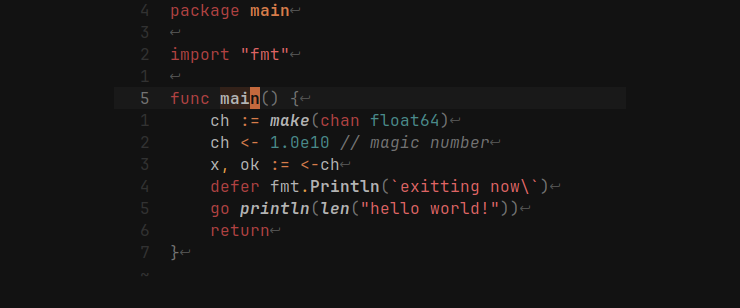 4 package main↩
3 ↩
2 import "fmt"↩
1 ↩
5 func main() {↩
1     ch := make(chan float64)↩
2     ch <- 1.0e10 // magic number↩
3     x, ok := <-ch↩
4     defer fmt.Println(`exitting now\`)↩
5     go println(len("hello world!"))↩
6     return↩
7 }↩
~